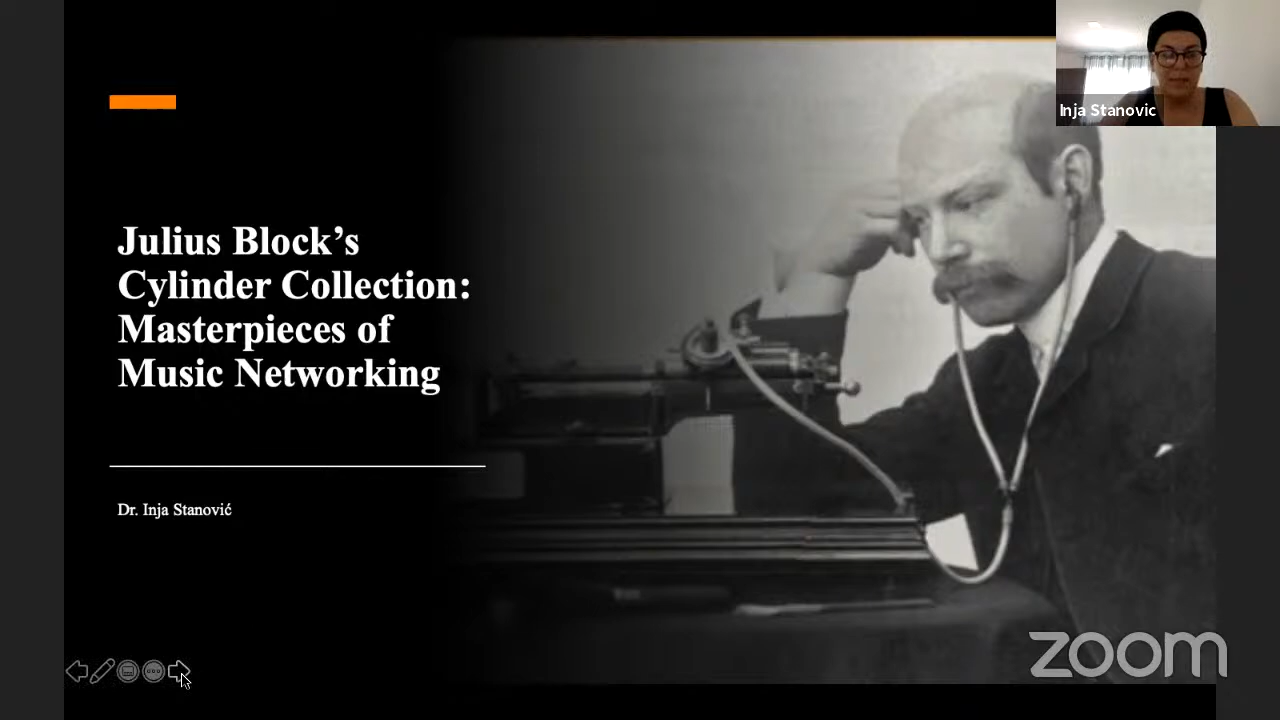 Inja Stanovic
Julius Block’s
Cylinder Collection:
Masterpieces of
Music Networking
Dr. Inja Stanović
zoom